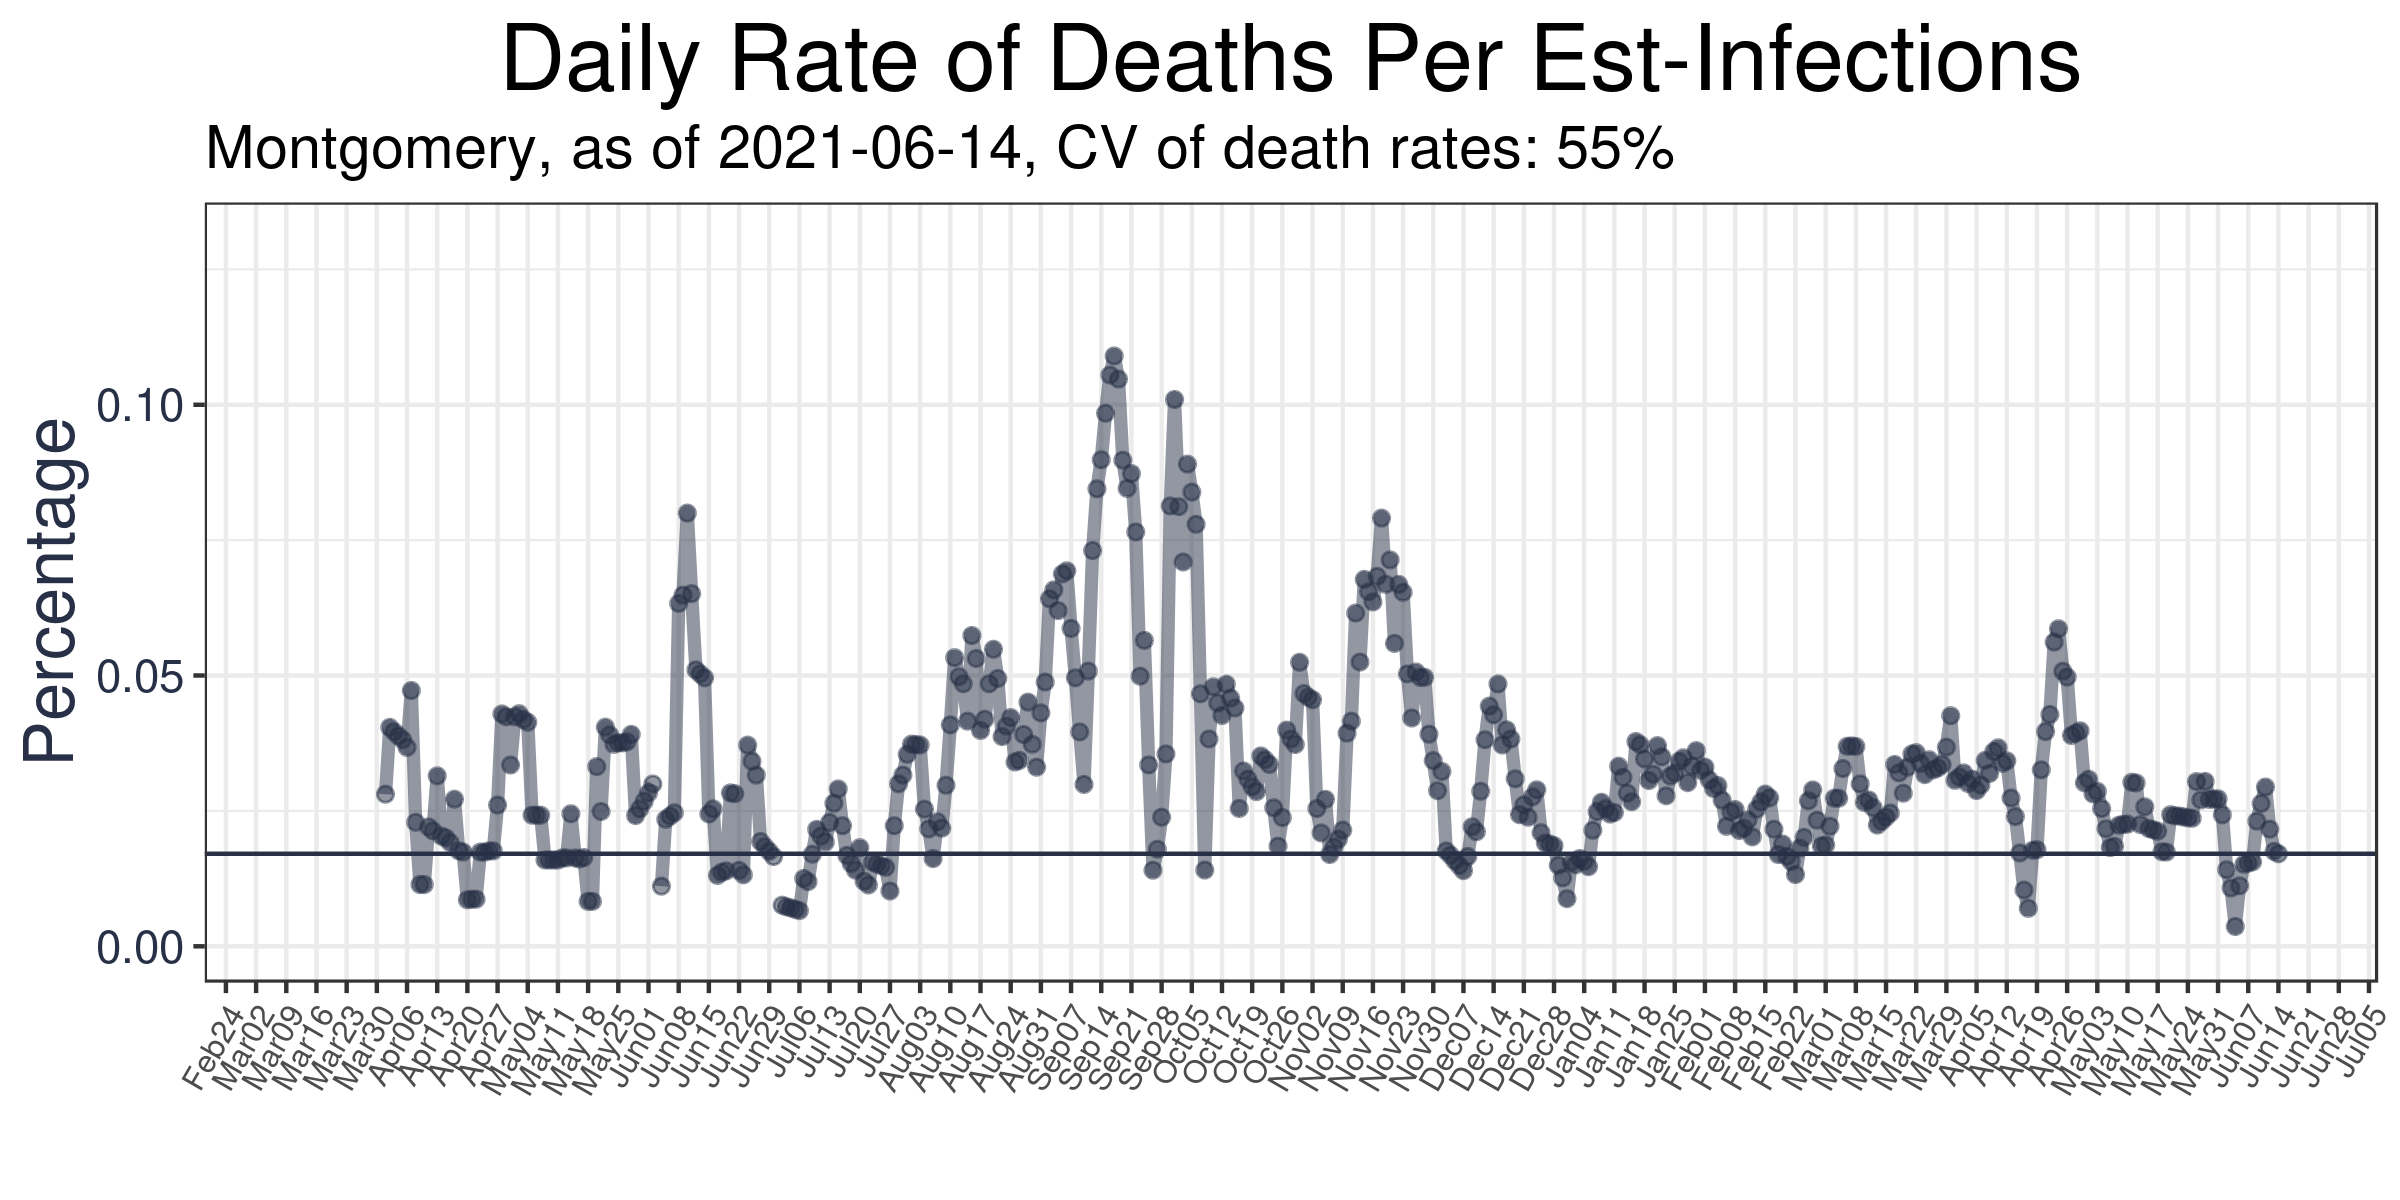 Daily Rate of Deaths Per Est-Infections
Montgomery, as of 2021-06-14, CV of death rates: 55%
Percentage
0.10
0.05
0.00
Feb24 Mar02 Mar09 Mar16 Mar23 Mar30 Apr06 Apr13 Apr20 Apr27 May04 May11 May18 May25 Jun01 Jun08 Jun15 Jun22 Jun29 Jul06 Jul13 Jul20 Jul27 Aug03 Aug10 Aug17 Aug24 Aug31 Sep07 Sep14 Sep21 Sep28 Oct05 Oct12 Oct19 Oct26 Nov02 Nov09 Nov16 Nov23 Nov30 Dec07 Dec14 Dec21 Dec28 Jan04 Jan11 Jan18 Jan25 Feb01 Feb08 Feb15 Feb22 Mar01 Mar08 Mar15 Mar22 Mar29 Apr05 Apr12 Apr19 Apr26 May03 May10 May17 May24 May31 Jun07 Jun14 Jun21 Jun28 Jul05